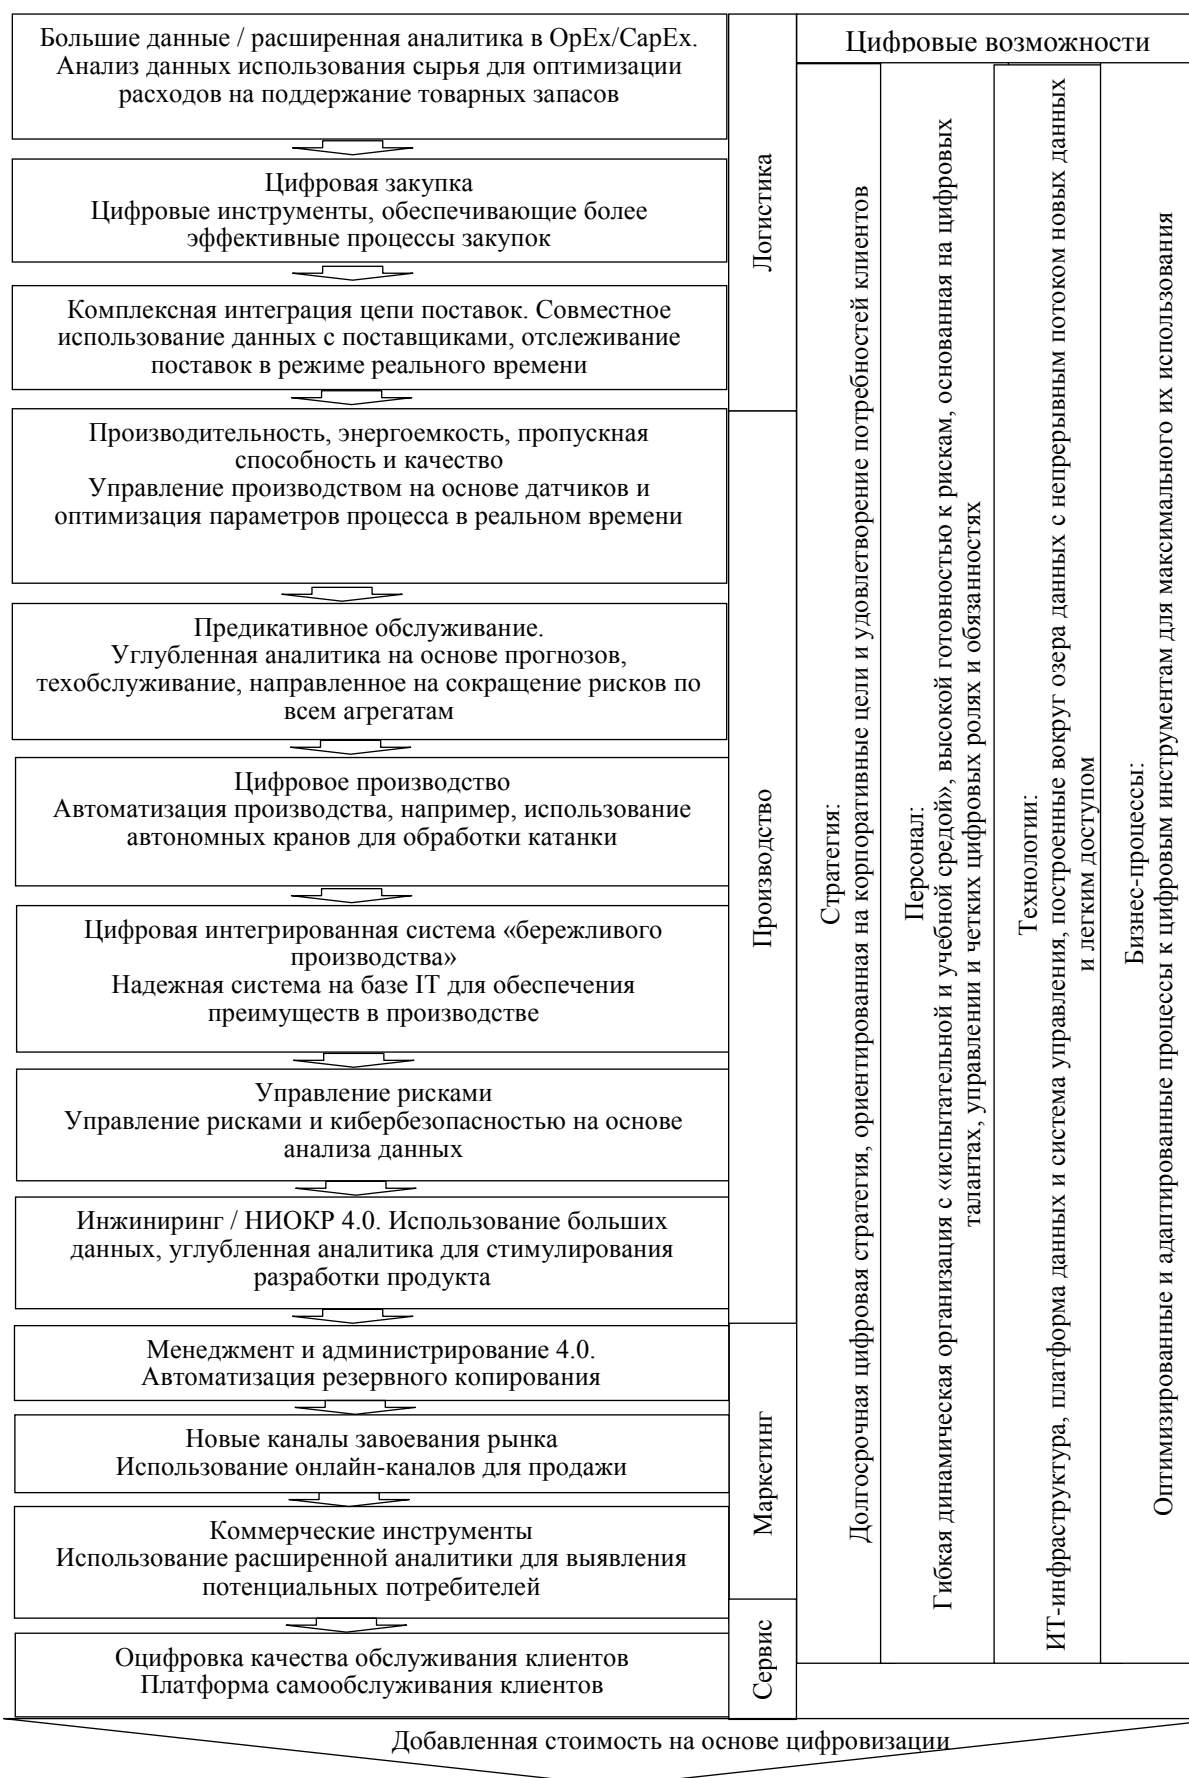 Большие данные / расширенная аналитика в OpEx/CapEx.
Анализ данных использования сырья для оптимизации
расходов на поддержание товарных запасов
Цифровая закупка
Цифровые инструменты, обеспечивающие более
эффективные процессы закупок
Комплексная интеграция цепи поставок. Совместное
использование данных с поставщиками, отслеживание
поставок в режиме реального времени
Производительность, энергоемкость, пропускная
способность и качество
Управление производством на основе датчиков и
оптимизация параметров процесса в реальном времени
Предикативное обслуживание.
Углубленная аналитика на основе прогнозов,
техобслуживание, направленное на сокращение рисков по
всем агрегатам
Цифровое производство
Автоматизация производства, например, использование
автономных кранов для обработки катанки
Цифровая интегрированная система «бережливого
производства»
Надежная система на базе IT для обеспечения
преимуществ в производстве
Управление рисками
Управление рисками и кибербезопасностью на основе
анализа данных
Инжиниринг / НИОКР 4.0. Использование больших
данных, углубленная аналитика для стимулирования
разработки продукта
Менеджмент и администрирование 4.0.
Автоматизация резервного копирования
Новые каналы завоевания рынка
Использование онлайн-каналов для продажи
Коммерческие инструменты
Использование расширенной аналитики для выявления
потенциальных потребителей
Оцифровка качества обслуживания клиентов
Платформа самообслуживания клиентов
Логистика
Производство
Маркетинг
Сервис
Цифровые возможности
Стратегия:
Долгосрочная цифровая стратегия, ориентированная на корпоративные цели и удовлетворение потребностей клиентов
Персонал:
Гибкая динамическая организация с «испытательной и учебной средой», высокой готовностью к рискам, основанная на цифровых
талантах, управлении и четких цифровых ролях и обязанностях
Технологии:
ИТ-инфраструктура, платформа данных и система управления, построенные вокруг озера данных с непрерывным потоком новых данных
и легким доступом
Бизнес-процессы:
Оптимизированные и адаптированные процессы к цифровым инструментам для максимального их использования
Добавленная стоимость на основе цифровизации